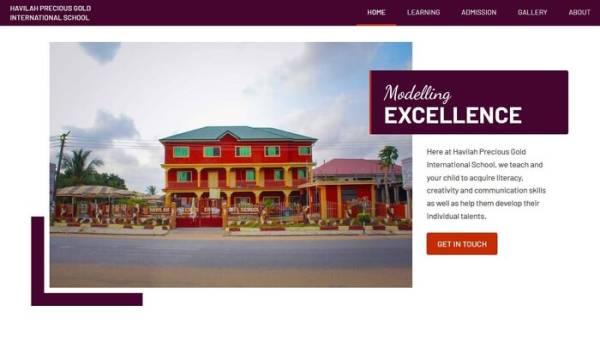 HAVILAH PRECIOUS GOLD
INTERNATIONAL SCHOOL
HOME LEARNING ADMISSION GALLERY ABOUT
Modelling
EXCELLENCE
Here at Havilah Precious Gold
International School, we teach and
your child to acquire literacy,
creativity and communication skills
as well as help them develop their
individual talents.
GET IN TOUCH